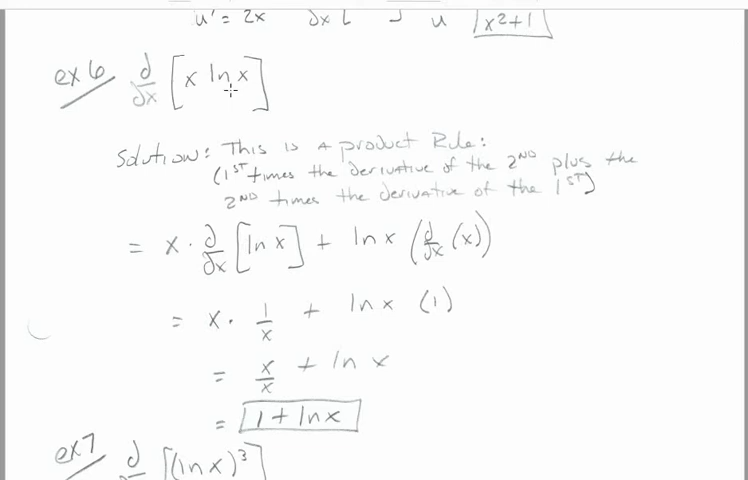 u' = 2x d/dx [ ] u x²+1
ex 6 d/dx [x ln x]
Solution: This is a product Rule:
(1ST times the derivative of the 2ND plus the
2ND times the derivative of the 1ST)
= x · d/dx [ln x] + ln x (d/dx (x))
= x · 1/x + ln x (1)
= x/x + ln x
= 1 + ln x
ex 7 d/d [(ln x)³]